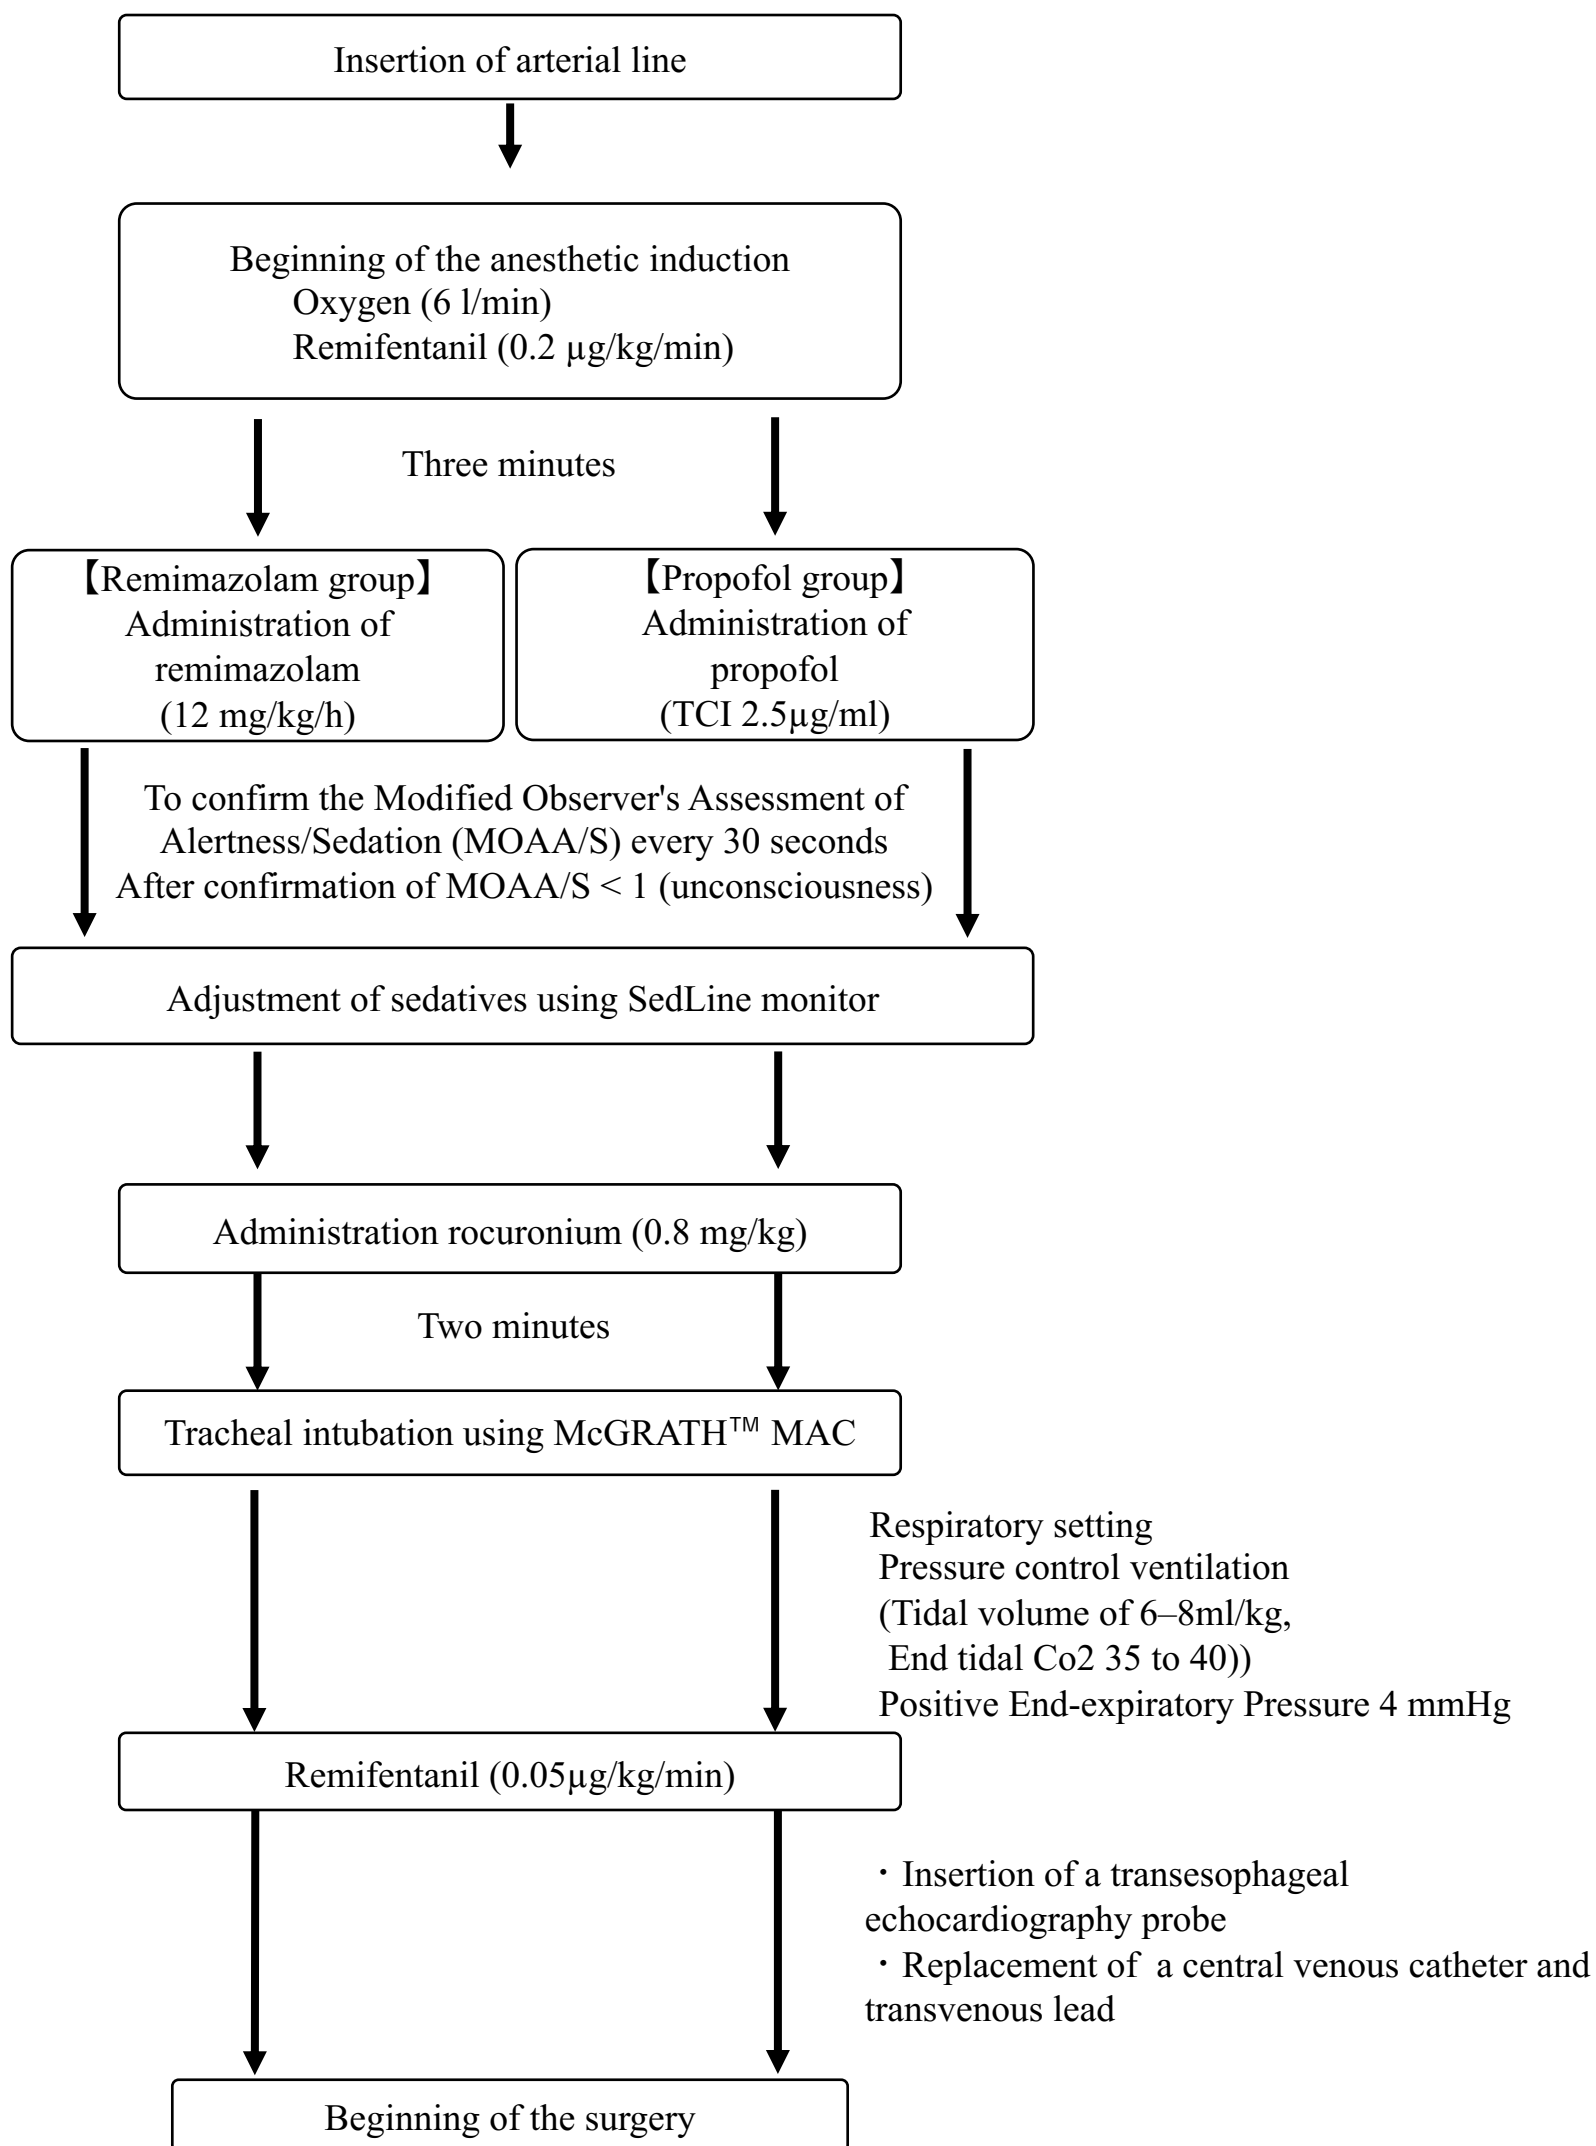 Insertion of arterial line
Beginning of the anesthetic induction
Oxygen (6 l/min)
Remifentanil (0.2 µg/kg/min)
Three minutes
【Remimazolam group】
Administration of
remimazolam
(12 mg/kg/h)
【Propofol group】
Administration of
propofol
(TCI 2.5µg/ml)
To confirm the Modified Observer's Assessment of
Alertness/Sedation (MOAA/S) every 30 seconds
After confirmation of MOAA/S < 1 (unconsciousness)
Adjustment of sedatives using SedLine monitor
Administration rocuronium (0.8 mg/kg)
Two minutes
Tracheal intubation using McGRATH™ MAC
Respiratory setting
Pressure control ventilation
(Tidal volume of 6–8ml/kg,
End tidal Co2 35 to 40))
Positive End-expiratory Pressure 4 mmHg
Remifentanil (0.05µg/kg/min)
・Insertion of a transesophageal
echocardiography probe
・Replacement of a central venous catheter and
transvenous lead
Beginning of the surgery